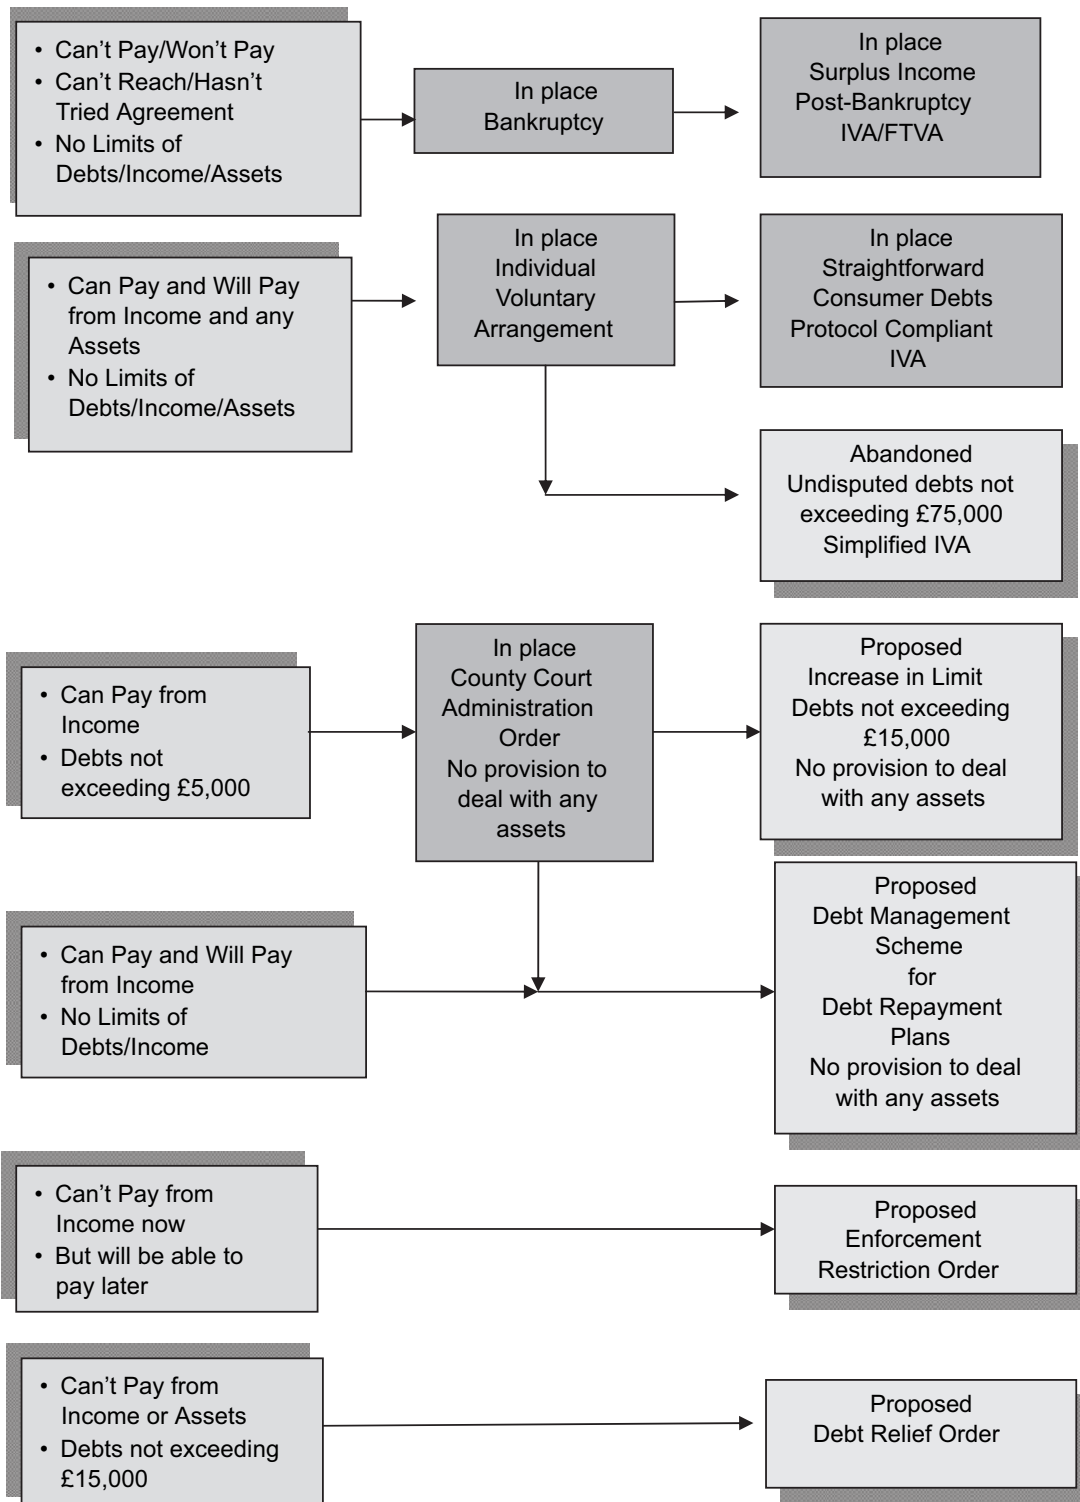 • Can't Pay/Won't Pay
• Can't Reach/Hasn't
Tried Agreement
• No Limits of
Debts/Income/Assets
In place
Bankruptcy
In place
Surplus Income
Post-Bankruptcy
IVA/FTVA
• Can Pay and Will Pay
from Income and any
Assets
• No Limits of
Debts/Income/Assets
In place
Individual
Voluntary
Arrangement
In place
Straightforward
Consumer Debts
Protocol Compliant
IVA
Abandoned
Undisputed debts not
exceeding £75,000
Simplified IVA
• Can Pay from
Income
• Debts not
exceeding £5,000
In place
County Court
Administration
Order
No provision to
deal with any
assets
Proposed
Increase in Limit
Debts not exceeding
£15,000
No provision to deal
with any assets
• Can Pay and Will Pay
from Income
• No Limits of
Debts/Income
Proposed
Debt Management
Scheme
for
Debt Repayment
Plans
No provision to deal
with any assets
• Can't Pay from
Income now
• But will be able to
pay later
Proposed
Enforcement
Restriction Order
• Can't Pay from
Income or Assets
• Debts not exceeding
£15,000
Proposed
Debt Relief Order